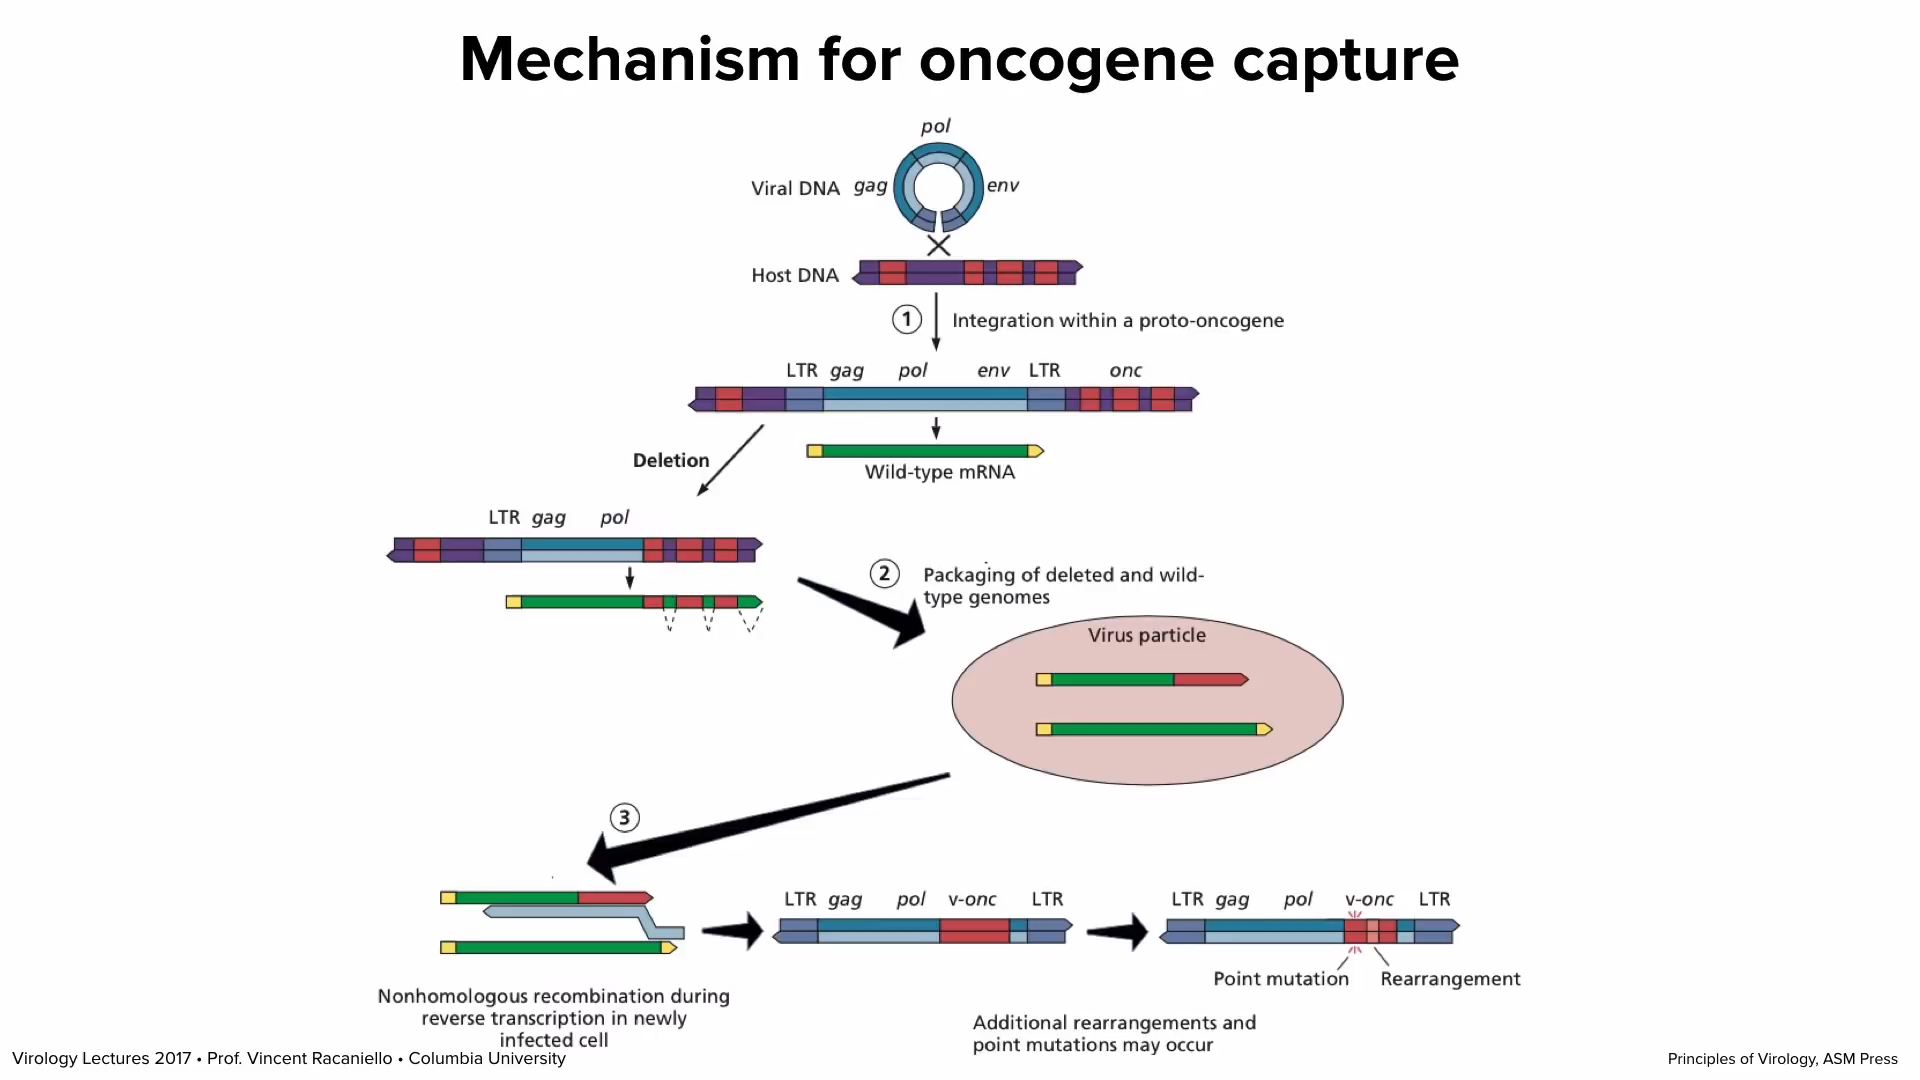 Mechanism for oncogene capture
pol
Viral DNA gag env
Host DNA
1 Integration within a proto-oncogene
LTR gag pol env LTR onc
Deletion
Wild-type mRNA
LTR gag pol
2 Packaging of deleted and wild-
type genomes
Virus particle
3
LTR gag pol v-onc LTR
LTR gag pol v-onc LTR
Point mutation Rearrangement
Nonhomologous recombination during
reverse transcription in newly
infected cell
Additional rearrangements and
point mutations may occur
Virology Lectures 2017 • Prof. Vincent Racaniello • Columbia University
Principles of Virology, ASM Press